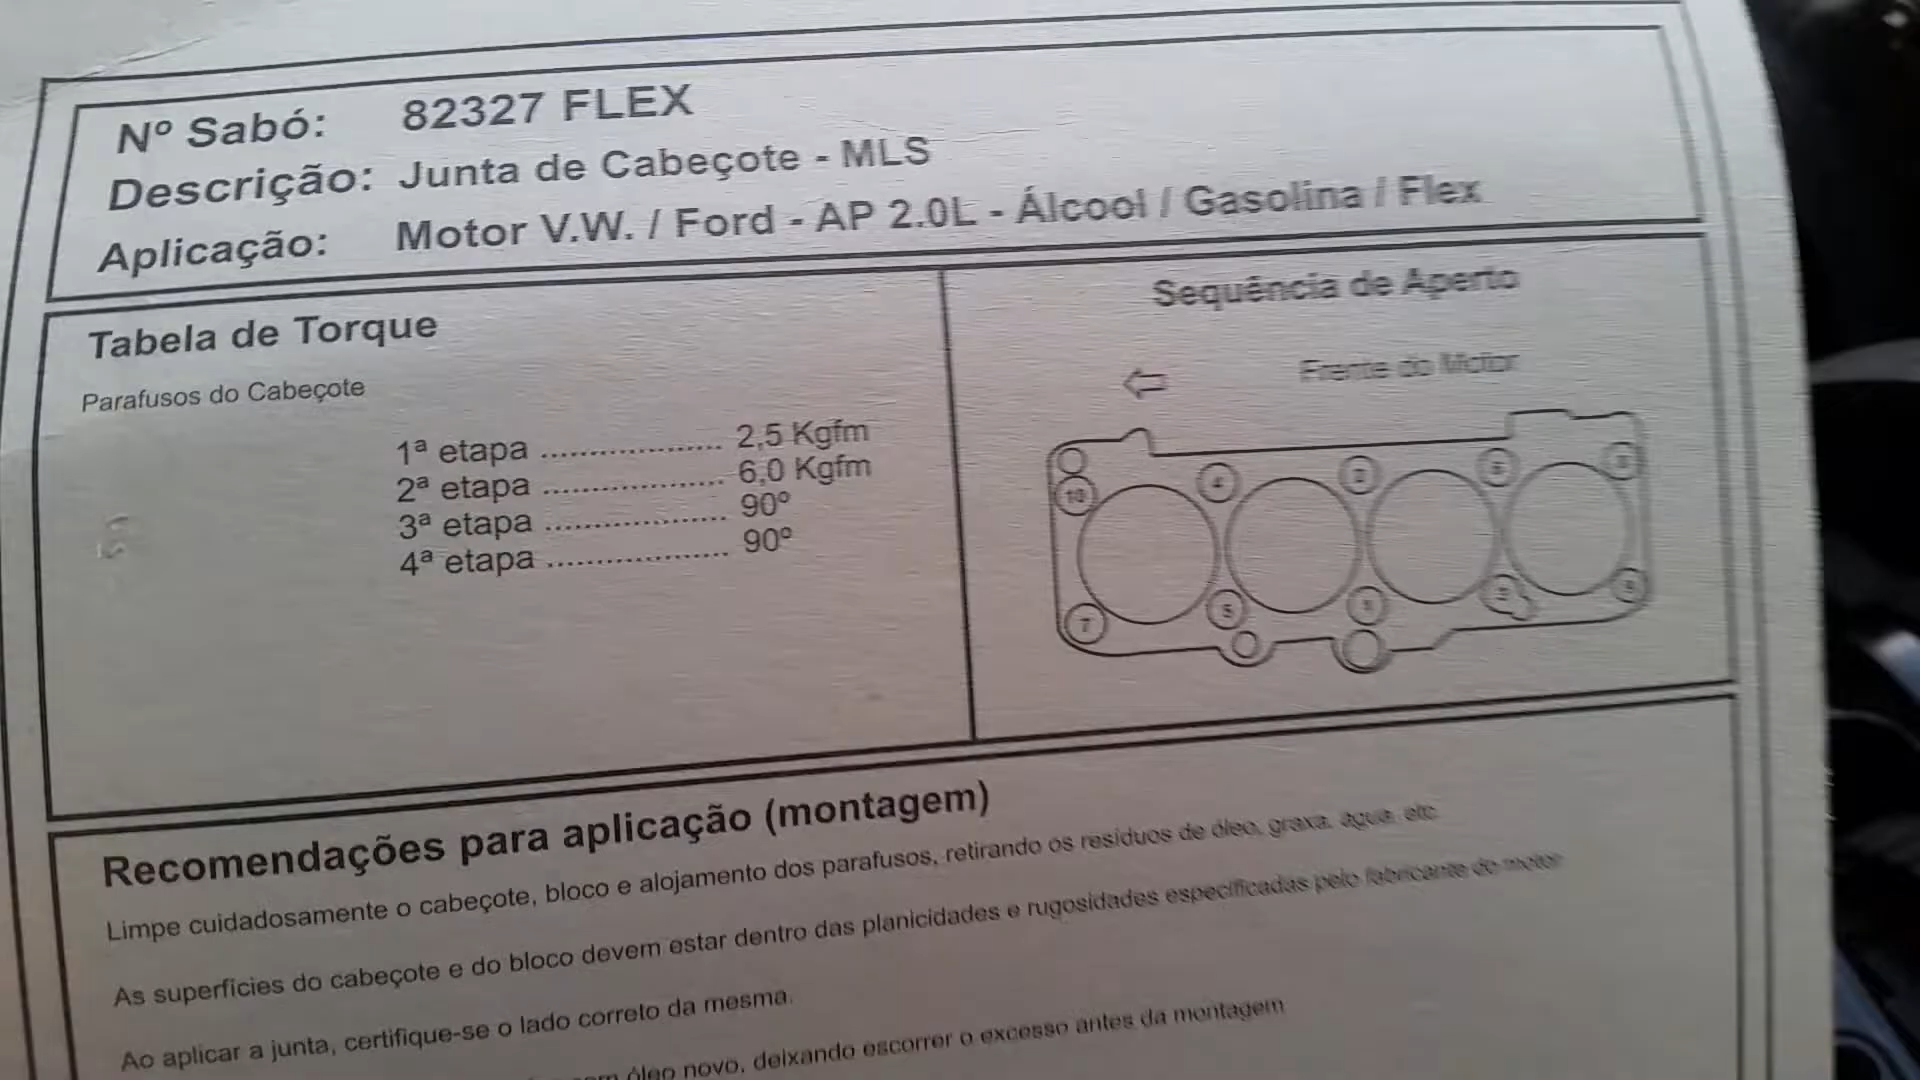 Nº Sabó: 82327 FLEX
Descrição: Junta de Cabeçote - MLS
Aplicação: Motor V.W. / Ford - AP 2.0L - Álcool / Gasolina / Flex
Tabela de Torque
Parafusos do Cabeçote
1ª etapa .................. 2,5 Kgfm
2ª etapa .................. 6,0 Kgfm
3ª etapa .................. 90º
4ª etapa .................. 90º
Sequência de Aperto
Frente do Motor
10 4 2
7 5 1
Recomendações para aplicação (montagem)
Limpe cuidadosamente o cabeçote, bloco e alojamento dos parafusos, retirando os resíduos de óleo, graxa, água, etc.
As superfícies do cabeçote e do bloco devem estar dentro das planicidades e rugosidades especificadas pelo fabricante do motor
Ao aplicar a junta, certifique-se o lado correto da mesma.
óleo novo, deixando escorrer o excesso antes da montagem